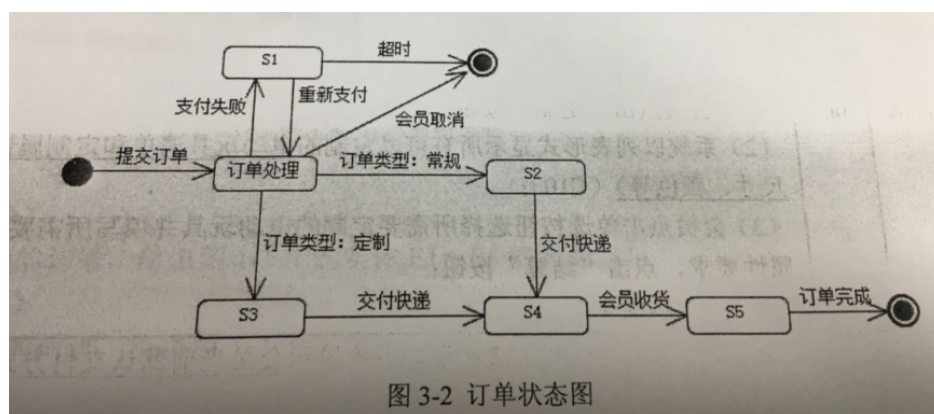 S1
超时
支付失败
重新支付
会员取消
提交订单
订单处理
订单类型：常规
S2
订单类型：定制
交付快递
S3
交付快递
S4
会员收货
S5
订单完成
图 3-2 订单状态图